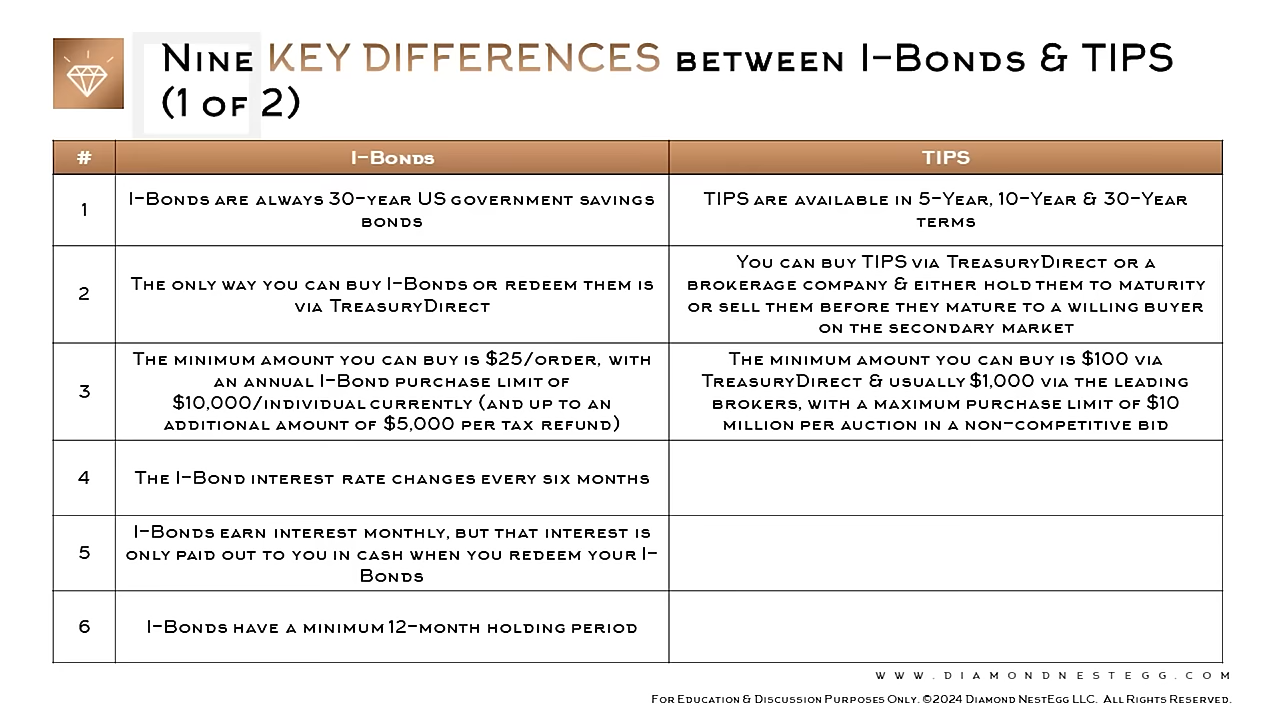 Nine KEY DIFFERENCES between I-Bonds & TIPS
(1 of 2)
# I-Bonds TIPS
1
I-Bonds are always 30-year US government savings
bonds
TIPS are available in 5-Year, 10-Year & 30-Year
terms
2
The only way you can buy I-Bonds or redeem them is
via TreasuryDirect
You can buy TIPS via TreasuryDirect or a
brokerage company & either hold them to maturity
or sell them before they mature to a willing buyer
on the secondary market
3
The minimum amount you can buy is $25/order, with
an annual I-Bond purchase limit of
$10,000/individual currently (and up to an
additional amount of $5,000 per tax refund)
The minimum amount you can buy is $100 via
TreasuryDirect & usually $1,000 via the leading
brokers, with a maximum purchase limit of $10
million per auction in a non-competitive bid
4
The I-Bond interest rate changes every six months
5
I-Bonds earn interest monthly, but that interest is
only paid out to you in cash when you redeem your I-
Bonds
6
I-Bonds have a minimum 12-month holding period
WWW.DIAMONDNESTEGG.COM
For Education & Discussion Purposes Only. ©2024 Diamond NestEgg LLC. All Rights Reserved.